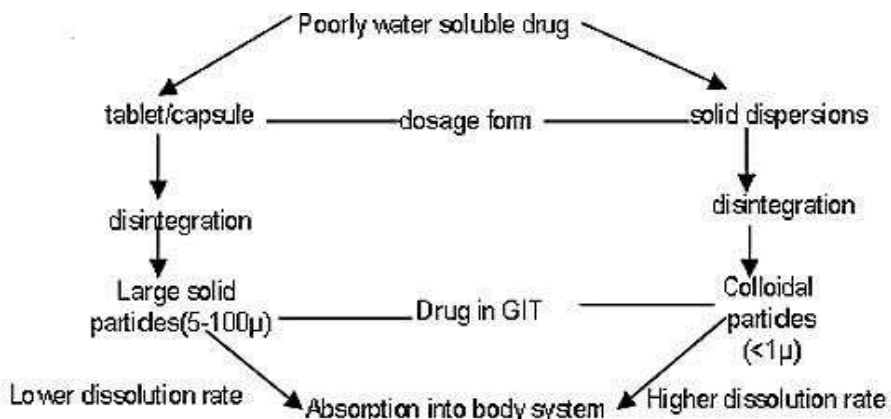 Poorly water soluble drug
tablet/capsule
dosage form
solid dispersions
disintegration
disintegration
Large solid
particles(5-100µ)
Drug in GIT
Colloidal
particles
(<1µ)
Lower dissolution rate
Absorption into body system
Higher dissolution rate